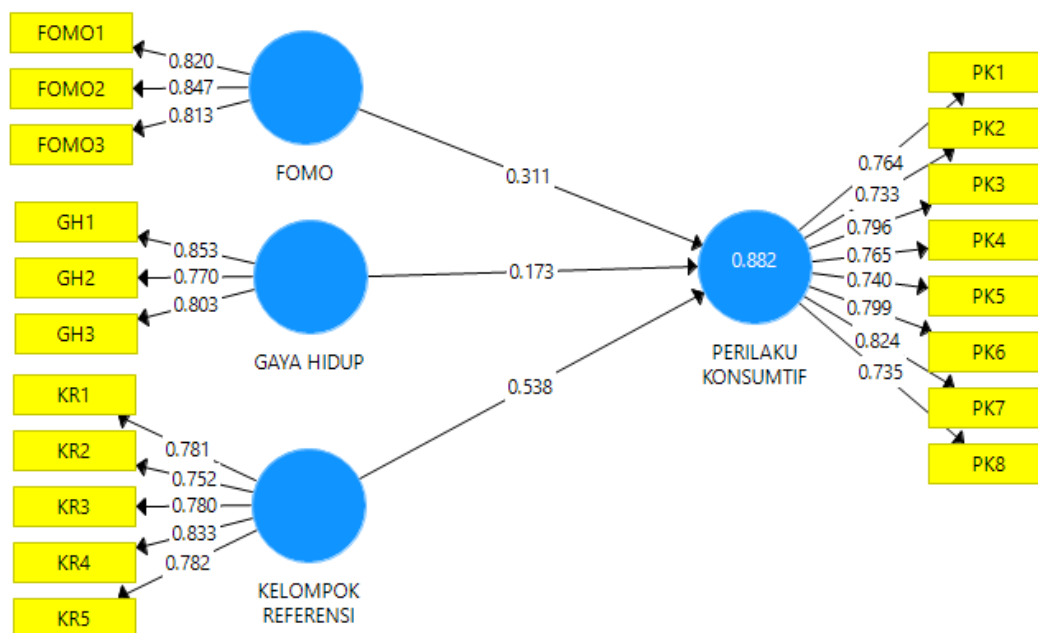 FOMO1
FOMO2
FOMO3
0.820
0.847
0.813
FOMO
0.311
GH1
GH2
GH3
0.853
0.770
0.803
GAYA HIDUP
0.173
KR1
KR2
KR3
KR4
KR5
0.781
0.752
0.780
0.833
0.782
KELOMPOK
REFERENSI
0.538
0.882
PERILAKU
KONSUMTIF
0.764
0.733
0.796
0.765
0.740
0.799
0.824
0.735
PK1
PK2
PK3
PK4
PK5
PK6
PK7
PK8